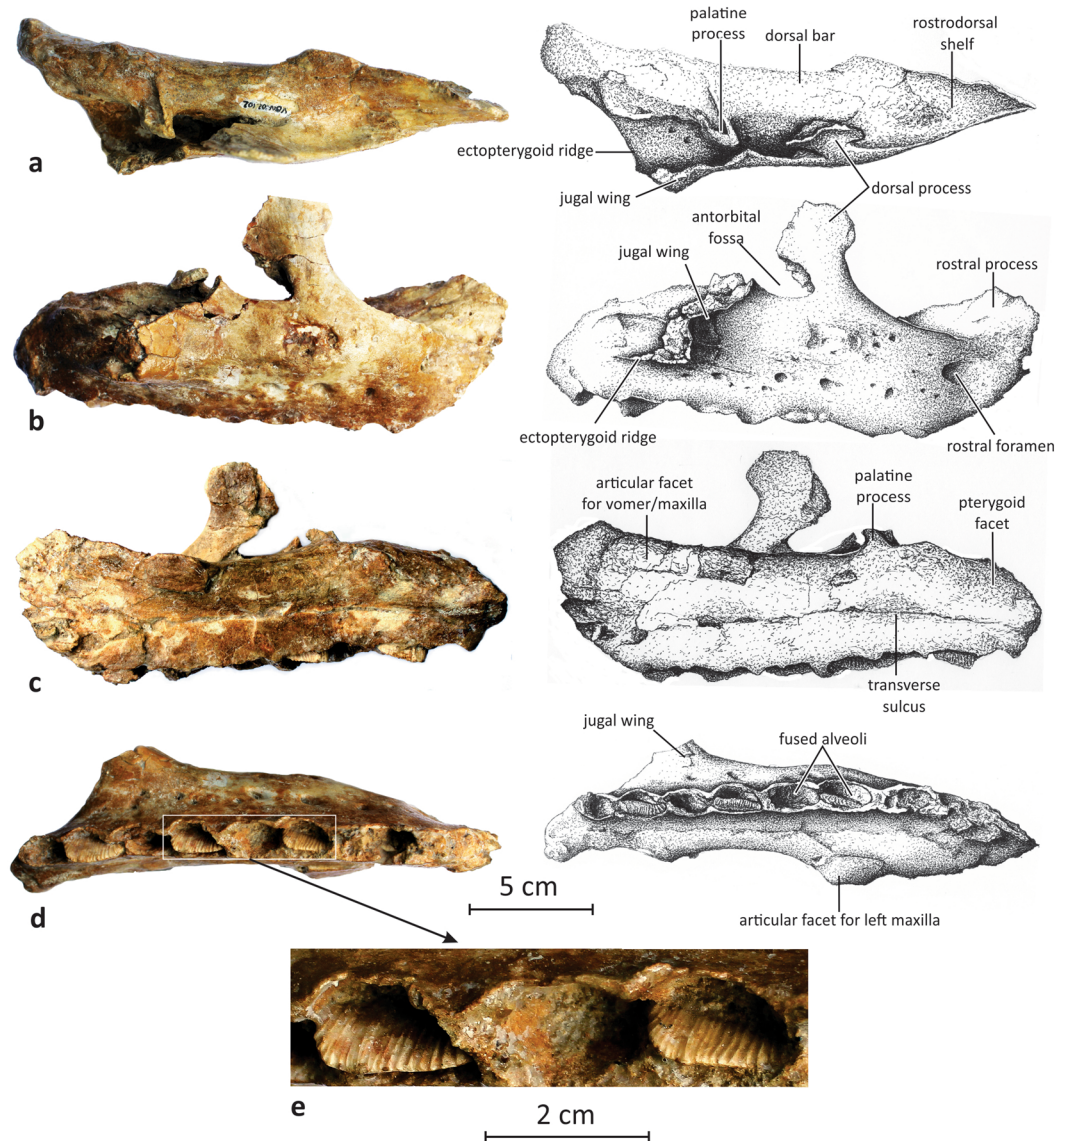 palatine
process
dorsal bar
rostrodorsal
shelf
ectopterygoid ridge
jugal wing
dorsal process
a
antorbital
fossa
jugal wing
rostral process
ectopterygoid ridge
rostral foramen
b
articular facet
for vomer/maxilla
palatine
process
pterygoid
facet
transverse
sulcus
c
jugal wing
fused alveoli
articular facet for left maxilla
d
5 cm
e
2 cm